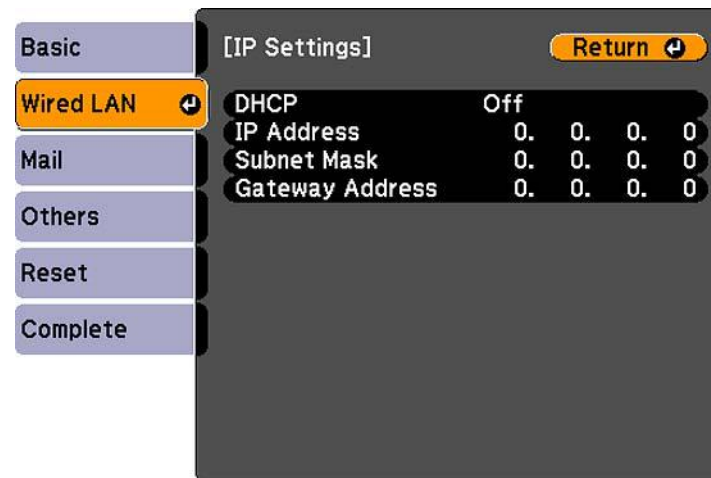 Basic
Wired LAN
Mail
Others
Reset
Complete
[IP Settings]
Return
DHCP Off
IP Address 0. 0. 0. 0
Subnet Mask 0. 0. 0. 0
Gateway Address 0. 0. 0. 0